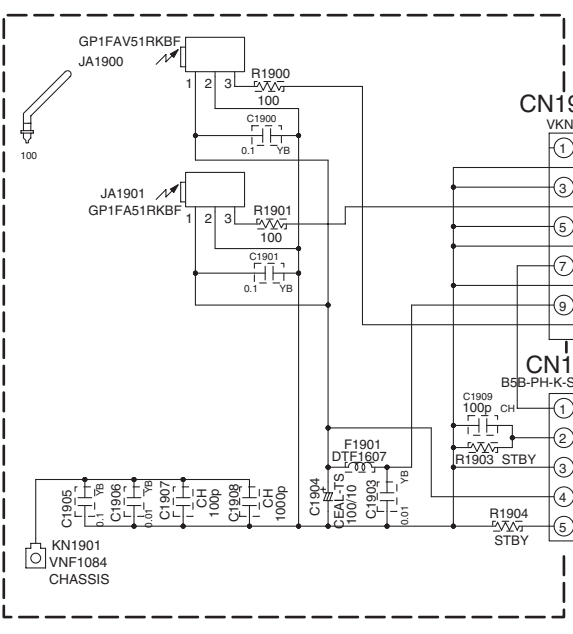 GP1FAV51RKBF
JA1900
1 2 3
R1900
100
C1900
0.1 YB
100
CN19
VKN
1
3
5
7
9
JA1901
GP1FA51RKBF
1 2 3
R1901
100
C1901
0.1 YB
CN1
B5B-PH-K-S
1
2
3
4
5
C1909
100p CH
R1903 STBY
F1901
DTF1607
C1904
CEAL-TS
100/10
C1903
YB
0.01
C1905
YB
0.1
C1906
YB
0.01
C1907
CH
100p
C1908
CH
1000p
R1904
STBY
KN1901
VNF1084
CHASSIS